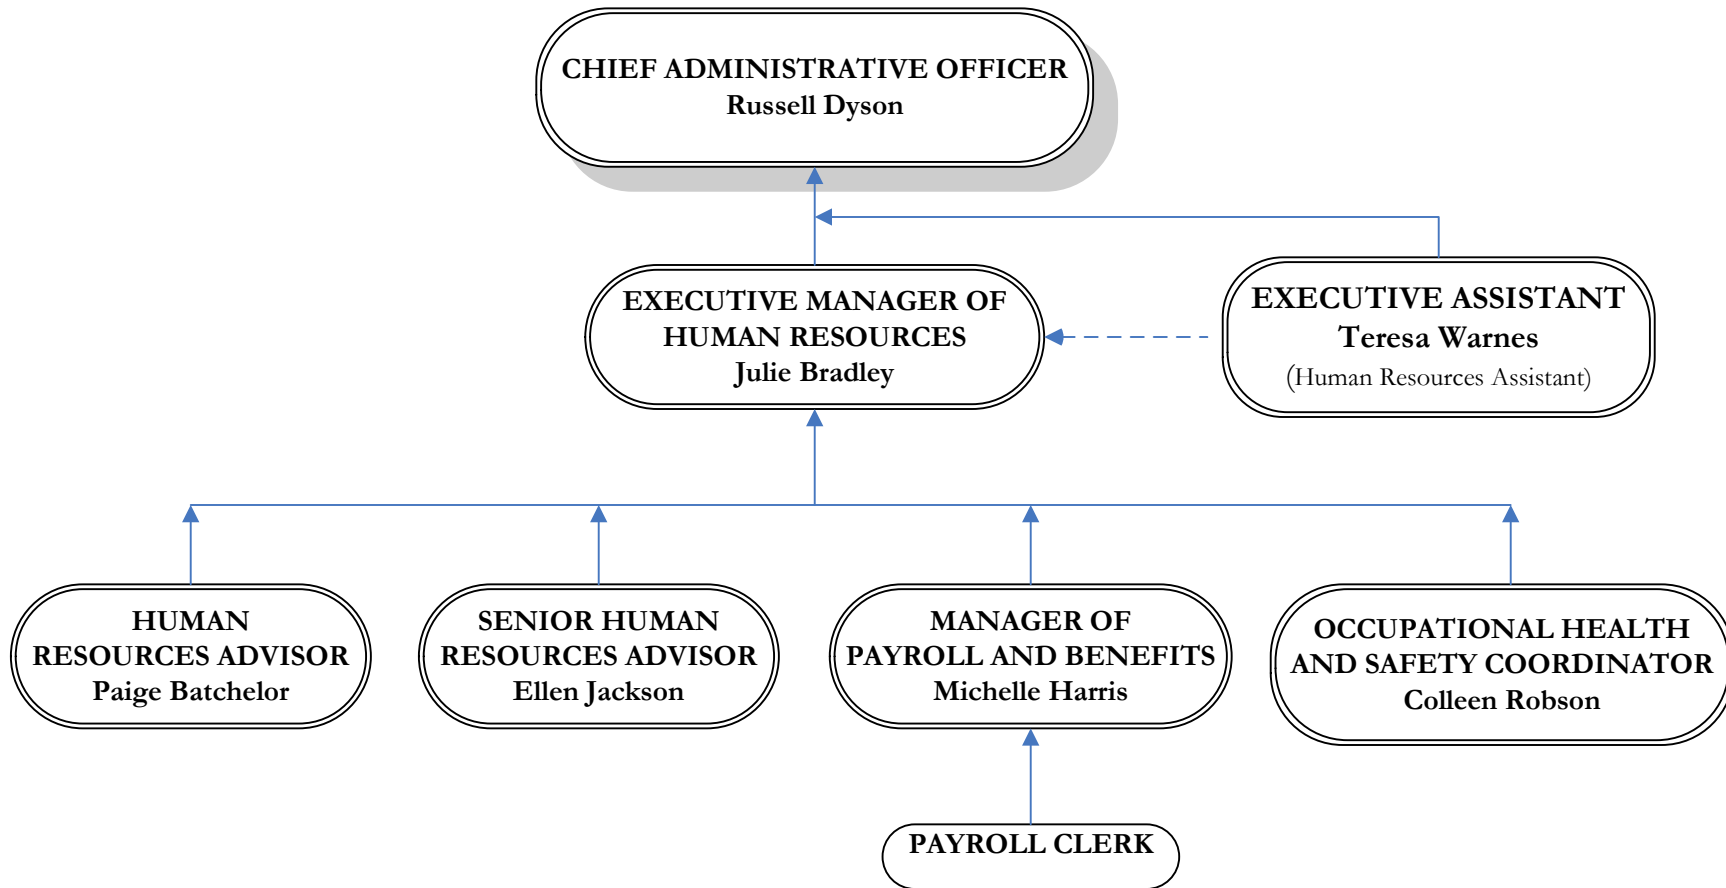 CHIEF ADMINISTRATIVE OFFICER
Russell Dyson
EXECUTIVE MANAGER OF
HUMAN RESOURCES
Julie Bradley
EXECUTIVE ASSISTANT
Teresa Warnes
(Human Resources Assistant)
HUMAN
RESOURCES ADVISOR
Paige Batchelor
SENIOR HUMAN
RESOURCES ADVISOR
Ellen Jackson
MANAGER OF
PAYROLL AND BENEFITS
Michelle Harris
OCCUPATIONAL HEALTH
AND SAFETY COORDINATOR
Colleen Robson
PAYROLL CLERK